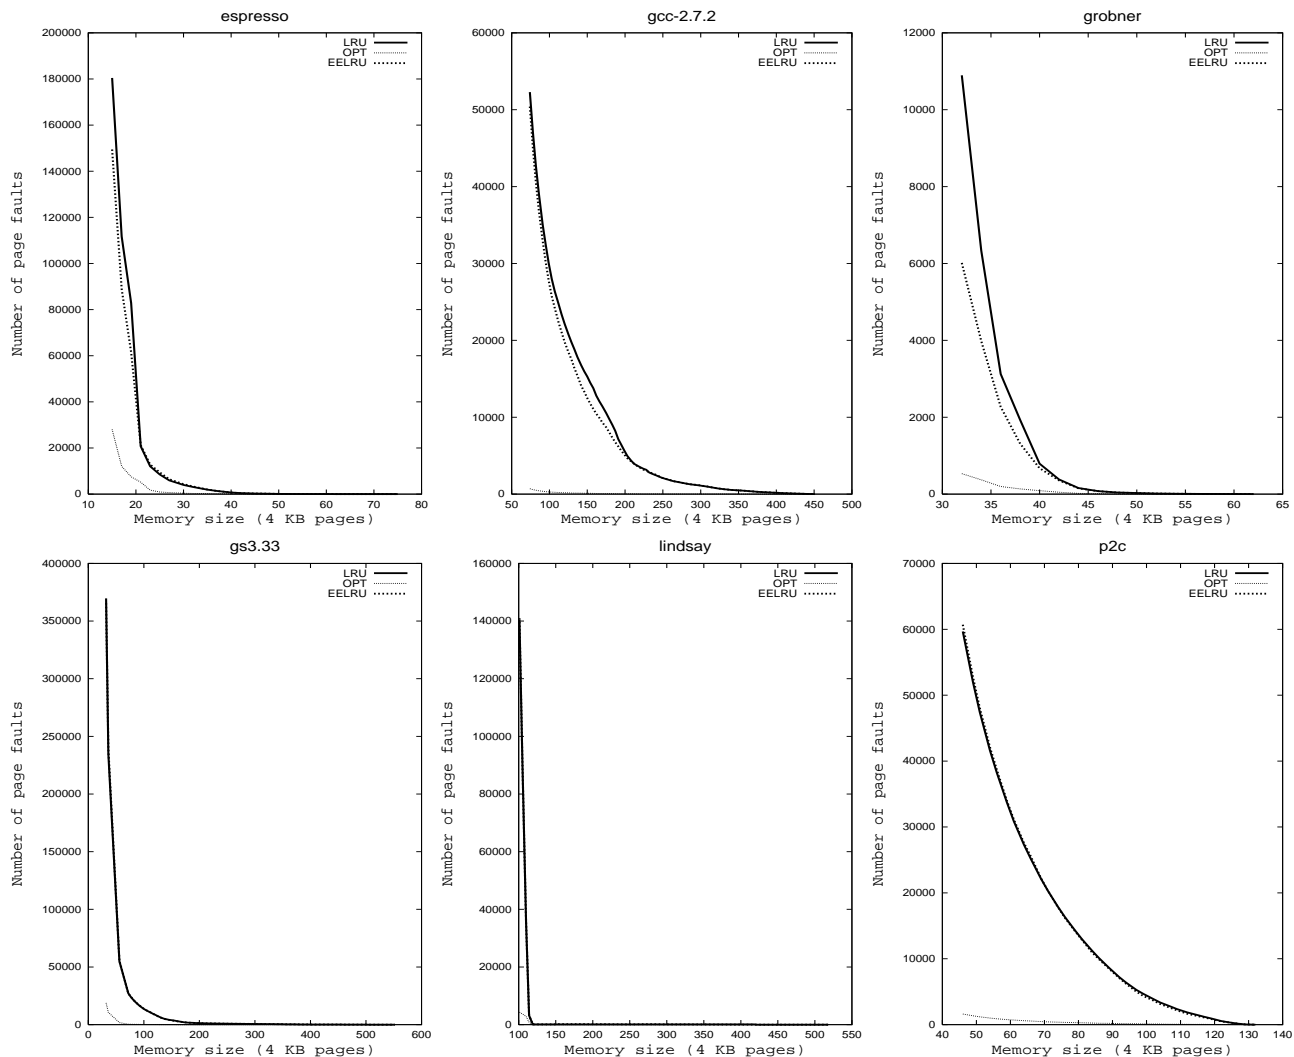 espresso
200000
180000
160000
140000
120000
100000
80000
60000
40000
20000
0
10 20 30 40 50 60 70 80
Number of page faults
Memory size (4 KB pages)
LRU
OPT
EELRU
gcc-2.7.2
60000
50000
40000
30000
20000
10000
0
50 100 150 200 250 300 350 400 450 500
Number of page faults
Memory size (4 KB pages)
LRU
OPT
EELRU
grobner
12000
10000
8000
6000
4000
2000
0
30 35 40 45 50 55 60 65
Number of page faults
Memory size (4 KB pages)
LRU
OPT
EELRU
gs3.33
400000
350000
300000
250000
200000
150000
100000
50000
0
0 100 200 300 400 500 600
Number of page faults
Memory size (4 KB pages)
LRU
OPT
EELRU
lindsay
160000
140000
120000
100000
80000
60000
40000
20000
0
100 150 200 250 300 350 400 450 500 550
Number of page faults
Memory size (4 KB pages)
LRU
OPT
EELRU
p2c
70000
60000
50000
40000
30000
20000
10000
0
40 50 60 70 80 90 100 110 120 130 140
Number of page faults
Memory size (4 KB pages)
LRU
OPT
EELRU